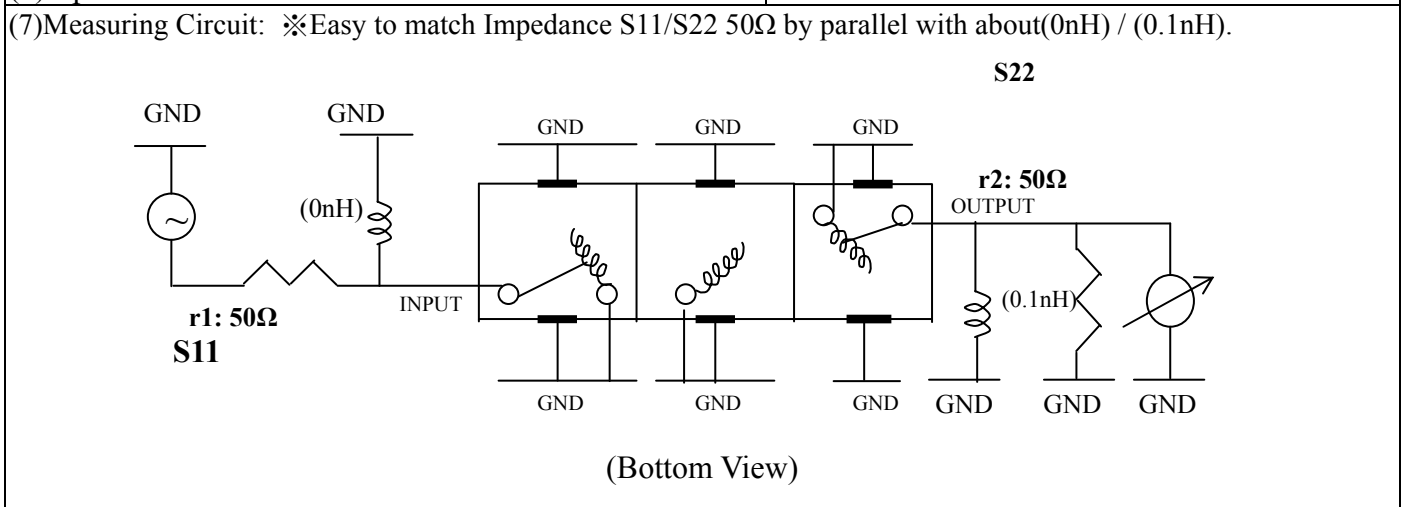 (7)Measuring Circuit: ※Easy to match Impedance S11/S22 50Ω by parallel with about(0nH) / (0.1nH).
S22
GND
GND
GND
GND
GND
r2: 50Ω
(0nH)
OUTPUT
~
INPUT
(0.1nH)
r1: 50Ω
S11
GND
GND
GND
GND
GND
GND
(Bottom View)